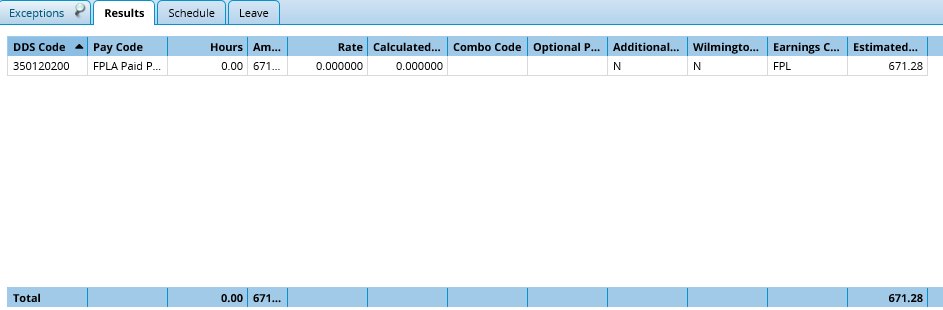 Exceptions Results Schedule Leave
DDS Code Pay Code Hours Am... Rate Calculated... Combo Code Optional P... Additional... Wilmingto... Earnings C... Estimated...
350120200 FPLA Paid P... 0.00 671... 0.000000 0.000000 N N FPL 671.28
Total 0.00 671... 671.28